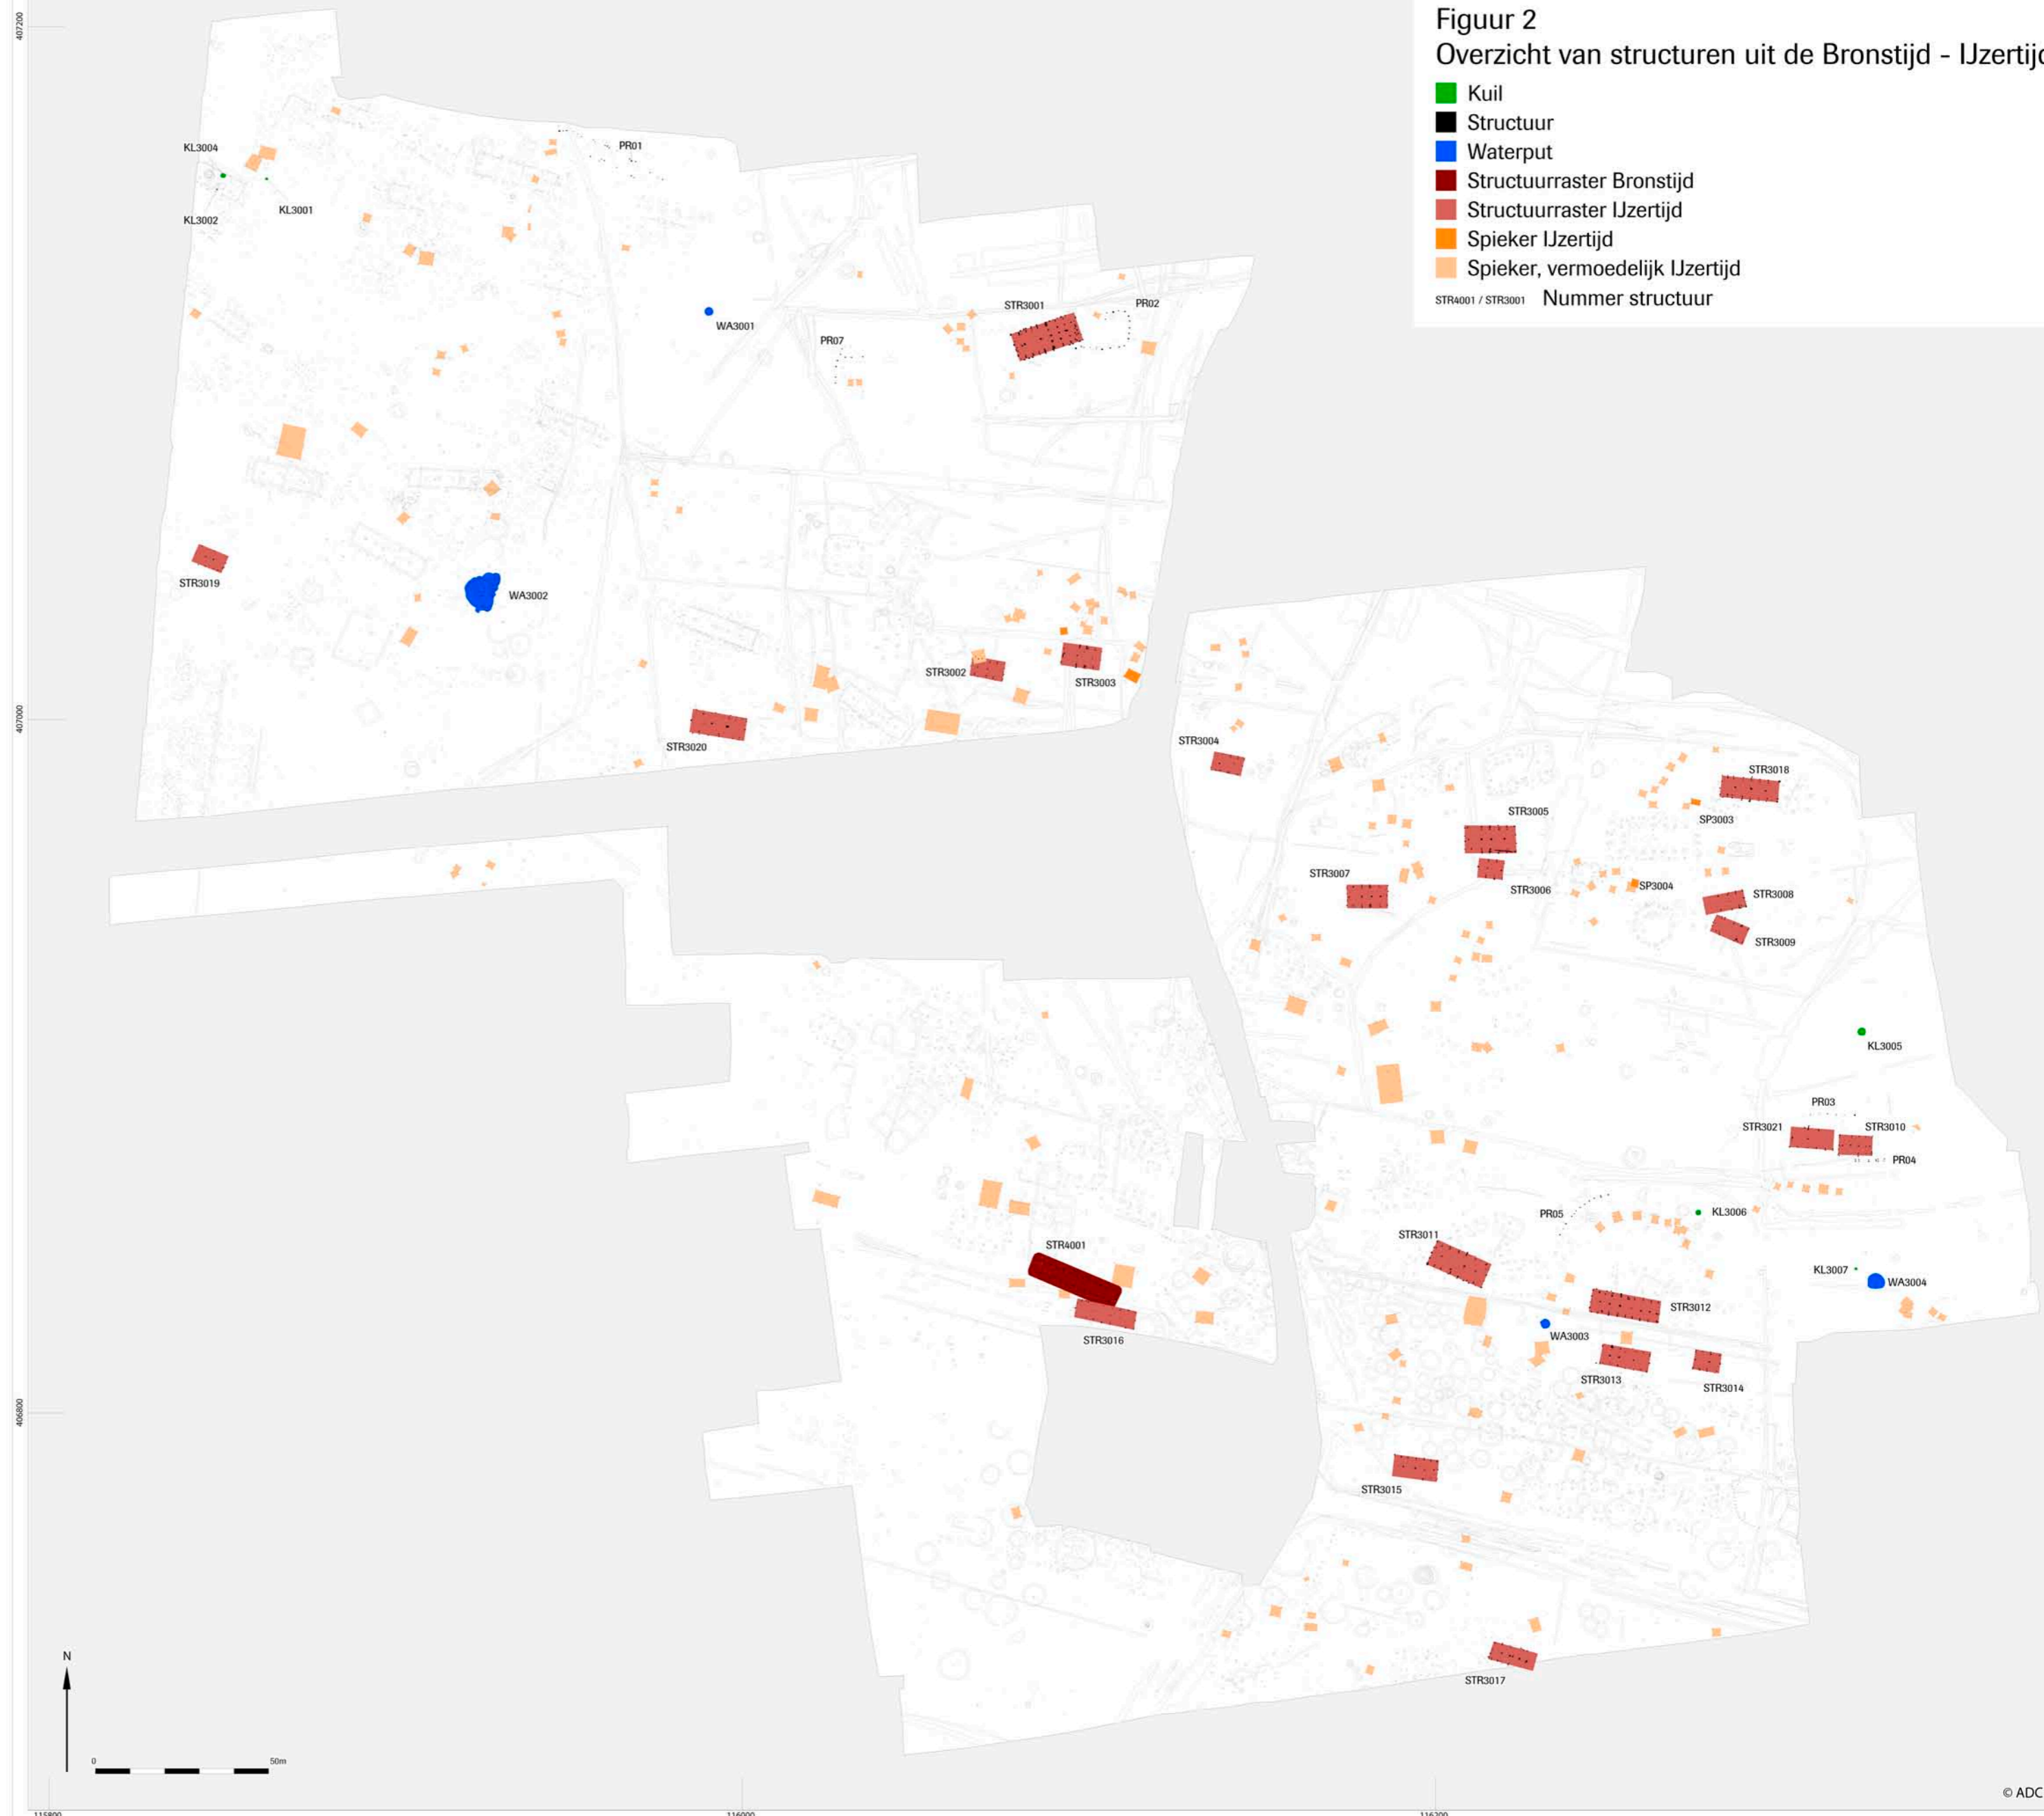 Figuur 2
Overzicht van structuren uit de Bronstijd - IJzertijd
Kuil
Structuur
Waterput
Structuurraster Bronstijd
Structuurraster IJzertijd
Spieker IJzertijd
Spieker, vermoedelijk IJzertijd
STR4001 / STR3001 Nummer structuur
407200
KL3004
PR01
KL3002
KL3001
WA3001
STR3001
PR02
PR07
STR3019
WA3002
STR3002
STR3003
407000
STR3020
STR3004
STR3018
STR3005
SP3003
STR3007
STR3006
SP3004
STR3008
STR3009
KL3005
PR03
STR3021
STR3010
PR04
PR05
KL3006
STR3011
STR4001
KL3007
WA3004
STR3012
WA3003
STR3016
STR3013
STR3014
406800
STR3015
STR3017
N
0
50m
© ADC
115800
116000
116200